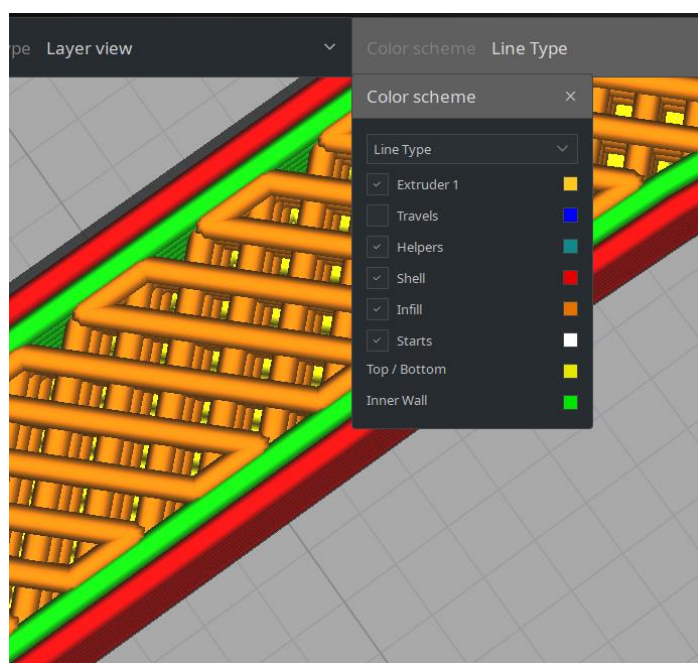 ype Layer view
Color scheme Line Type
Color scheme
Line Type
Extruder 1
Travels
Helpers
Shell
Infill
Starts
Top / Bottom
Inner Wall